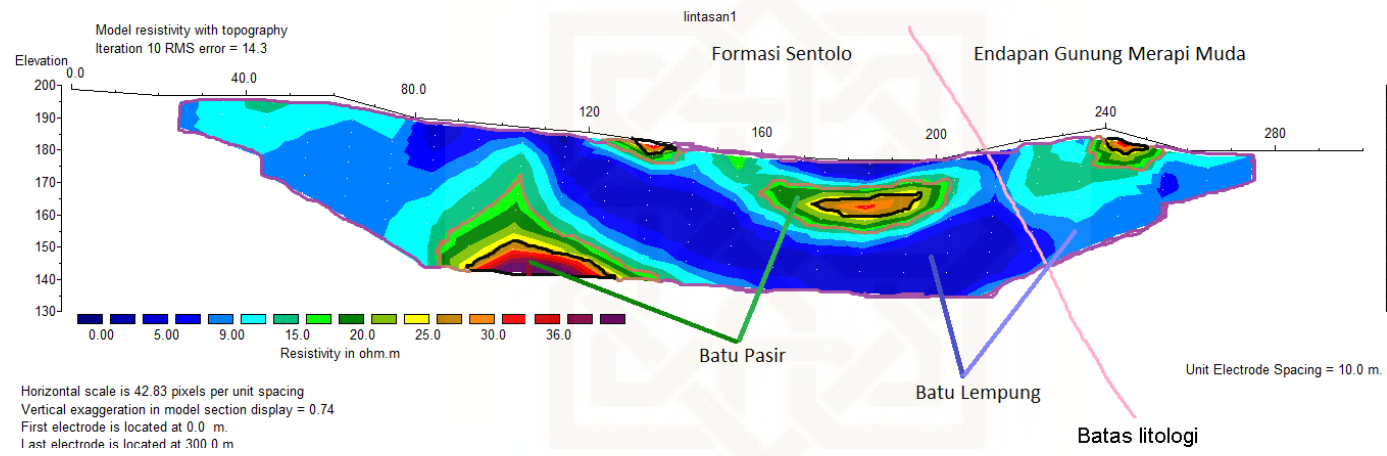 lintasan1
Model resistivity with topography
Iteration 10 RMS error = 14.3
Formasi Sentolo
Endapan Gunung Merapi Muda
Elevation
0.0
40.0
80.0
120
160
200
240
280
200
190
180
170
160
150
140
130
0.00 5.00 9.00 15.0 20.0 25.0 30.0 36.0
Resistivity in ohm.m
Batu Pasir
Batu Lempung
Unit Electrode Spacing = 10.0 m.
Horizontal scale is 42.83 pixels per unit spacing
Vertical exaggeration in model section display = 0.74
First electrode is located at 0.0 m.
Last electrode is located at 300.0 m.
Batas litologi